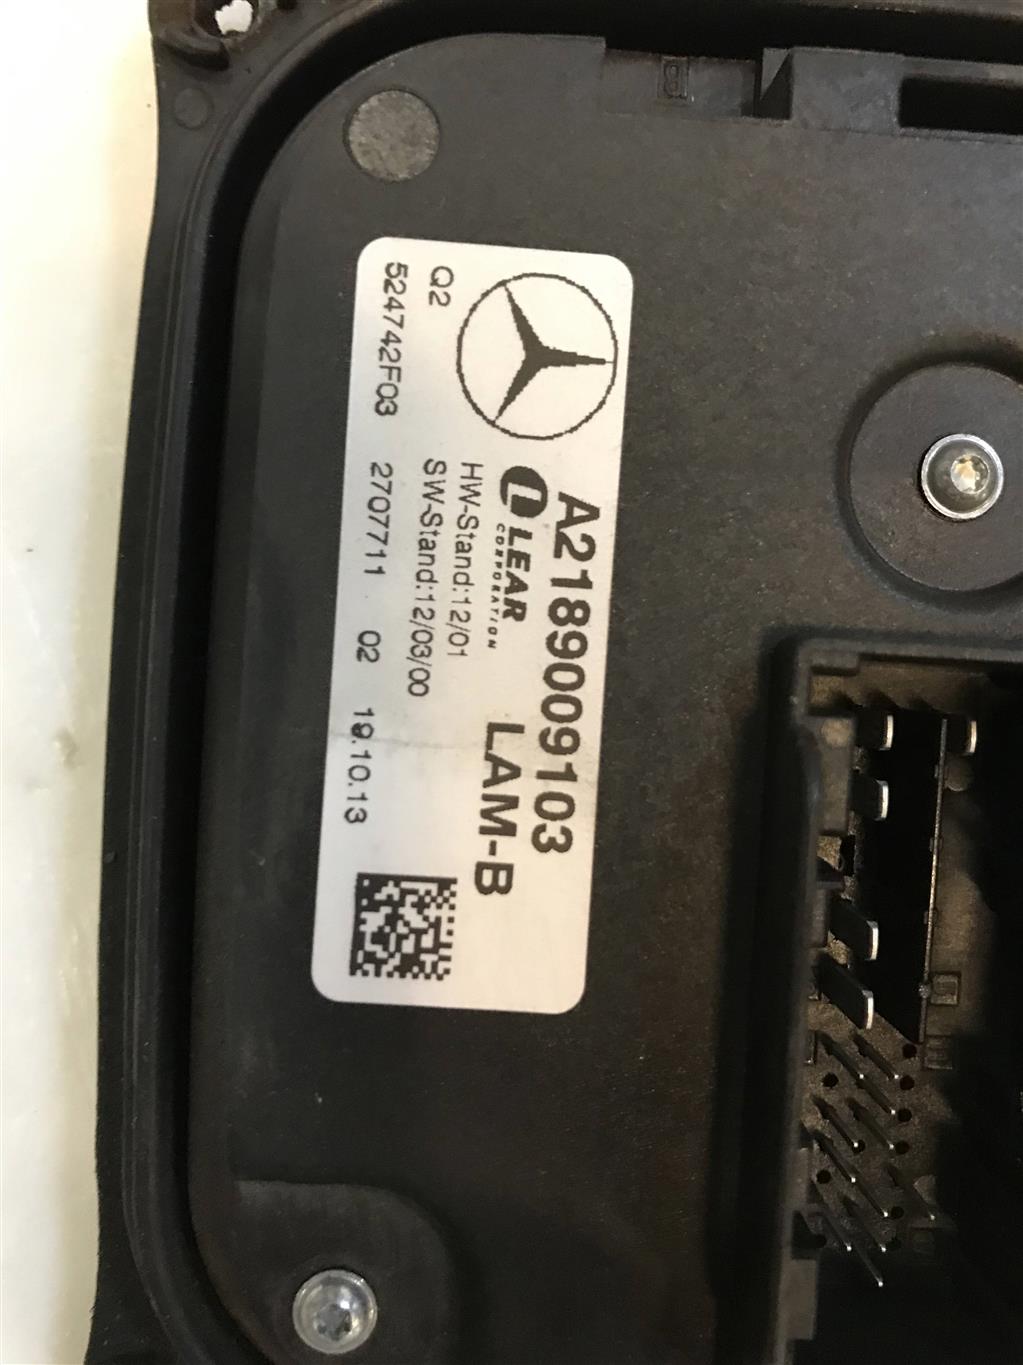 A2189009103
LEAR
CORPORATION
LAM-B
HW-Stand:12/01
Q2
SW-Stand:12/03/00
524742F03 2707711 02 19.10.13